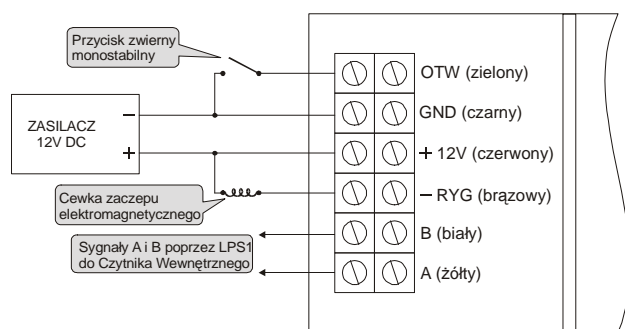 Przycisk zwierny
monostabilny
OTW (zielony)
GND (czarny)
ZASILACZ
12V DC
−
+
+ 12V (czerwony)
− RYG (brązowy)
Cewka zaczepu
elektromagnetycznego
B (biały)
Sygnały A i B poprzez LPS1
do Czytnika Wewnętrznego
A (żółty)